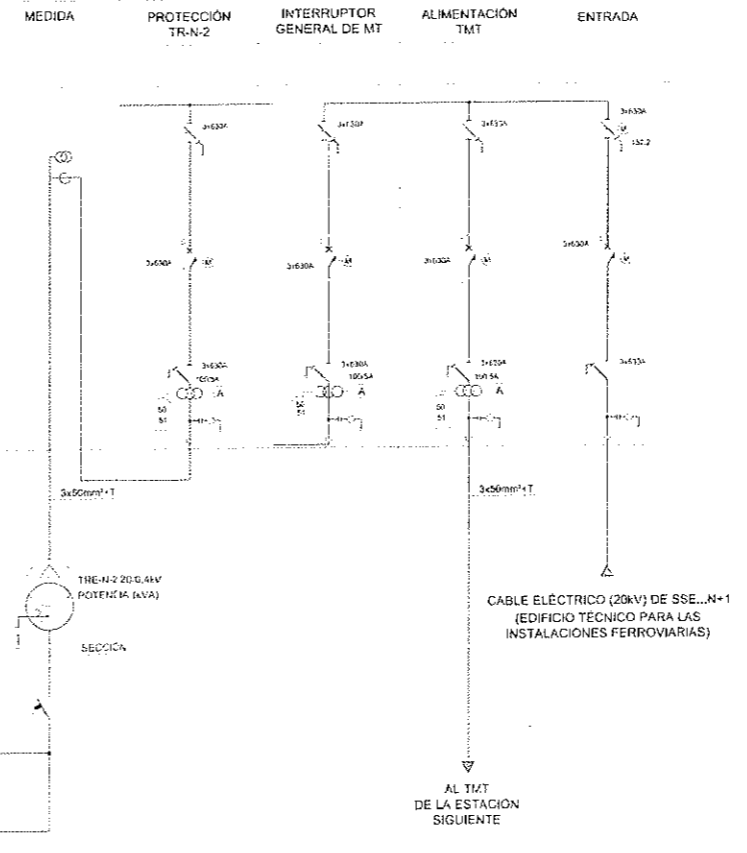 MEDIDA
PROTECCIÓN
TR-N-2
INTERRUPTOR
GENERAL DE MT
ALIMENTACIÓN
TMT
ENTRADA
3x630A
3x630A
3x630A
3x630A
M
3x630A
M
3x630A
M
3x630A
M
3x630A
M
3x630A
3x630A
3x630A
3x630A
100/5A
A
A
A
50
51
50
51
50
51
3x50mm²+T
3x50mm²+T
TRE-N-2 20/0,4kV
POTENCIA (kVA)
SECCIÓN
CABLE ELÉCTRICO (20kV) DE SSE...N+1
(EDIFICIO TÉCNICO PARA LAS
INSTALACIONES FERROVIARIAS)
AL TMT
DE LA ESTACIÓN
SIGUIENTE